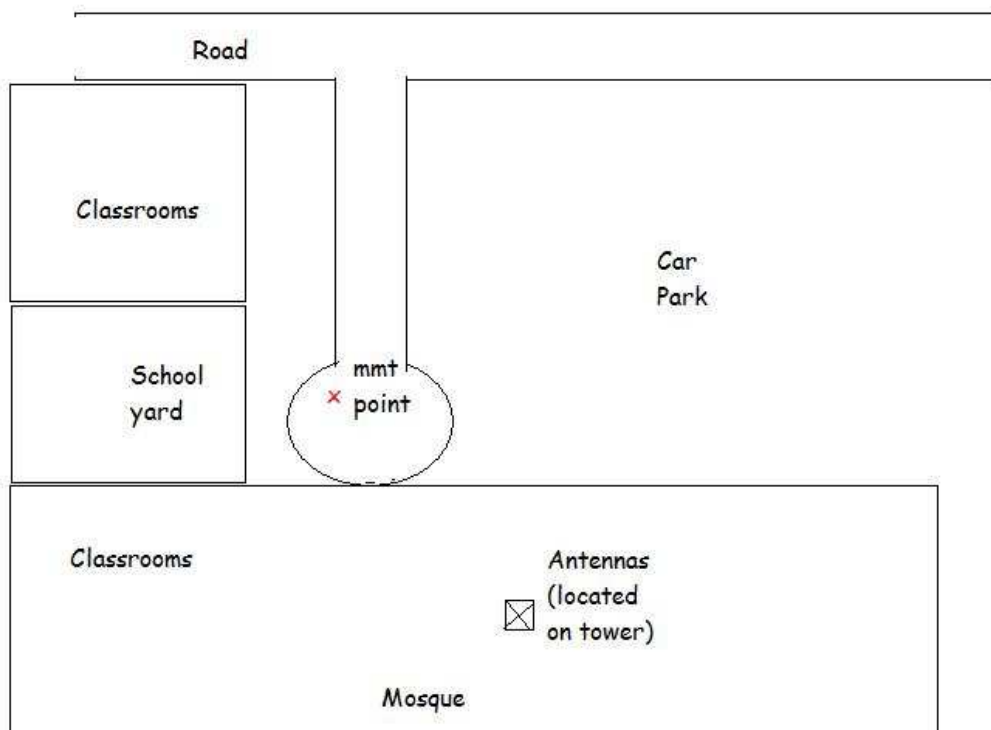 Road
Classrooms
Car
Park
mmt
point
School
yard
Classrooms
Antennas
(located
on tower)
Mosque